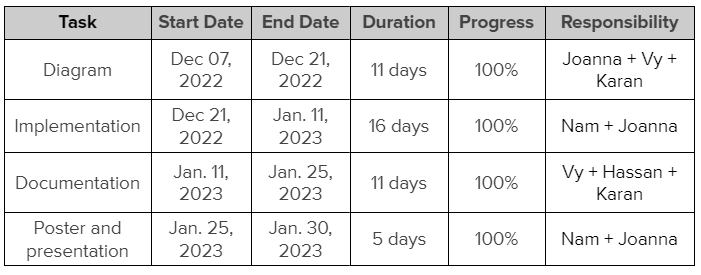 Task Start Date End Date Duration Progress Responsibility
Diagram Dec 07, 2022 Dec 21, 2022 11 days 100% Joanna + Vy + Karan
Implementation Dec 21, 2022 Jan. 11, 2023 16 days 100% Nam + Joanna
Documentation Jan. 11, 2023 Jan. 25, 2023 11 days 100% Vy + Hassan + Karan
Poster and presentation Jan. 25, 2023 Jan. 30, 2023 5 days 100% Nam + Joanna